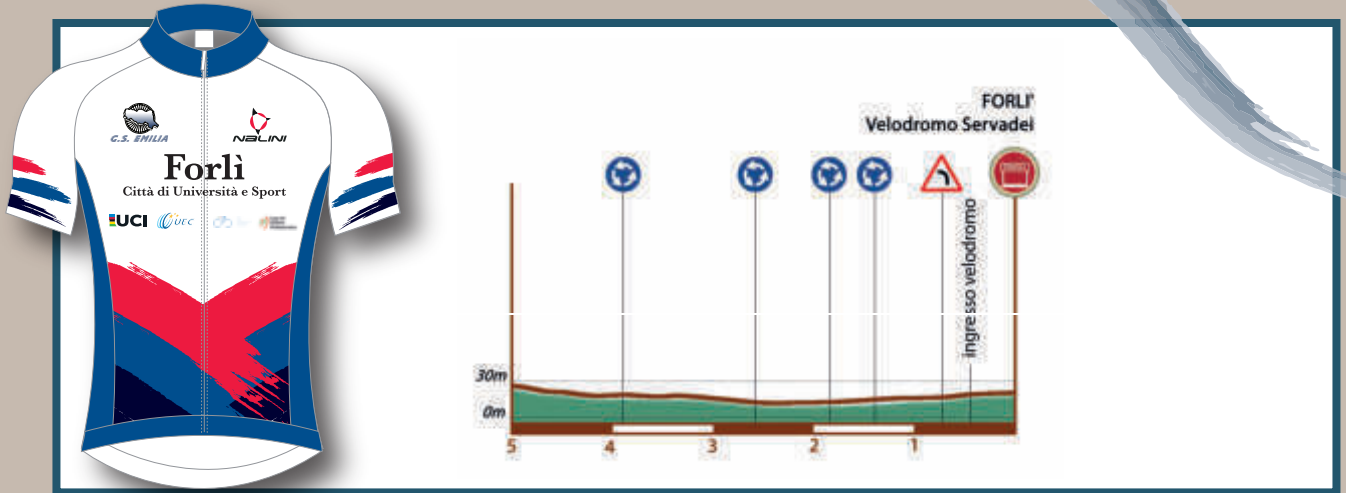 G.S. EMILIA
NALINI
Forlì
Città di Università e Sport
UCI
UEC
FORLI'
Velodromo Servadei
ingresso velodromo
30m
0m
5
4
3
2
1